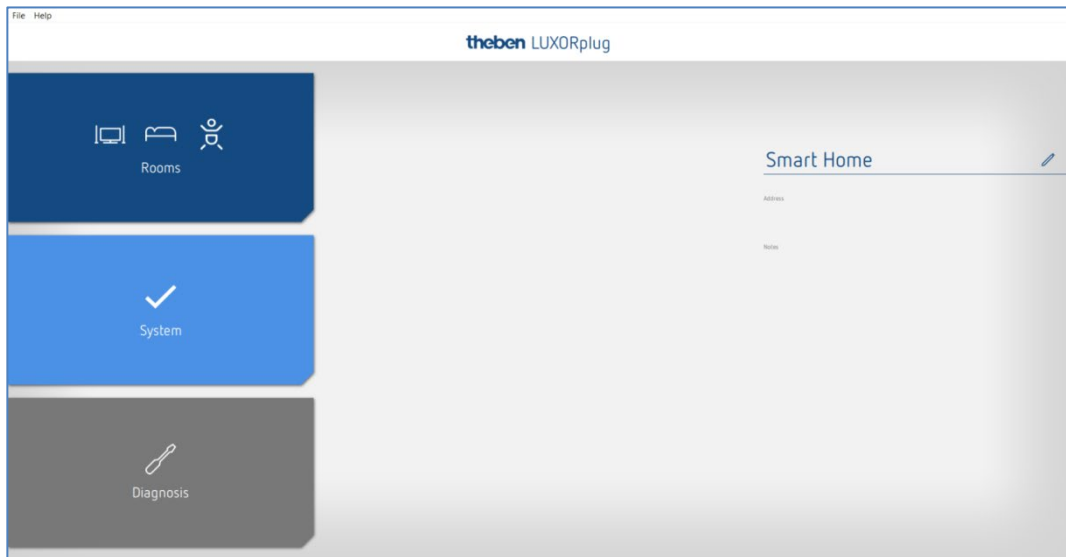 File Help
theben LUXORplug
Rooms
Smart Home
Address
Notes
System
Diagnosis